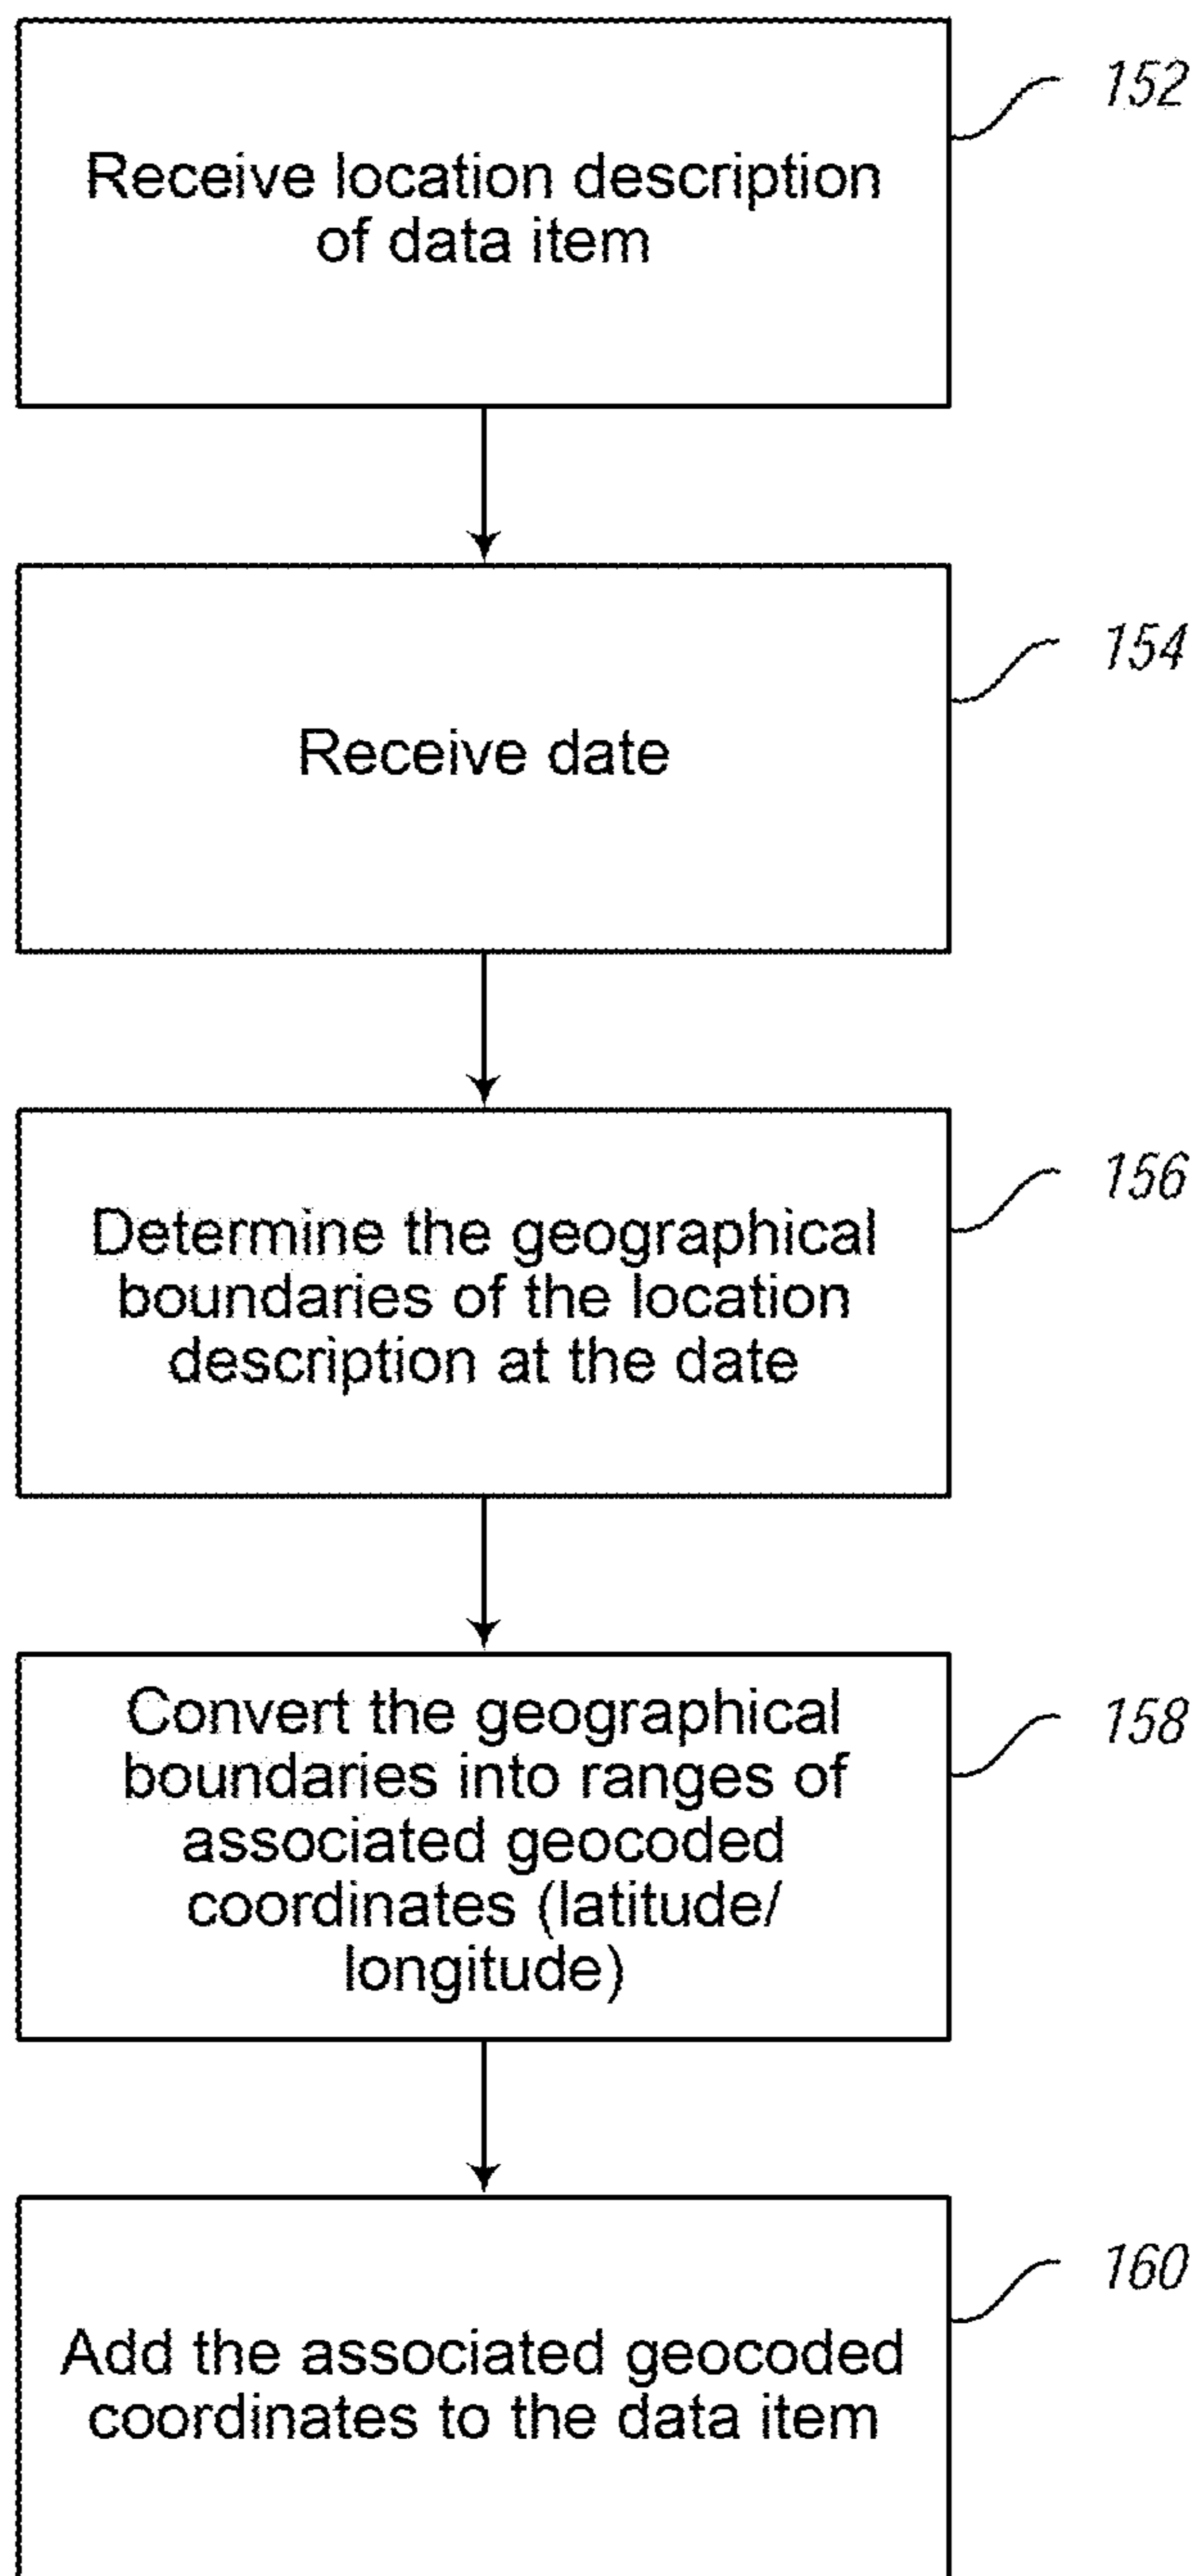 152
Receive location description
of data item
154
Receive date
156
Determine the geographical
boundaries of the location
description at the date
158
Convert the geographical
boundaries into ranges of
associated geocoded
coordinates (latitude/
longitude)
160
Add the associated geocoded
coordinates to the data item